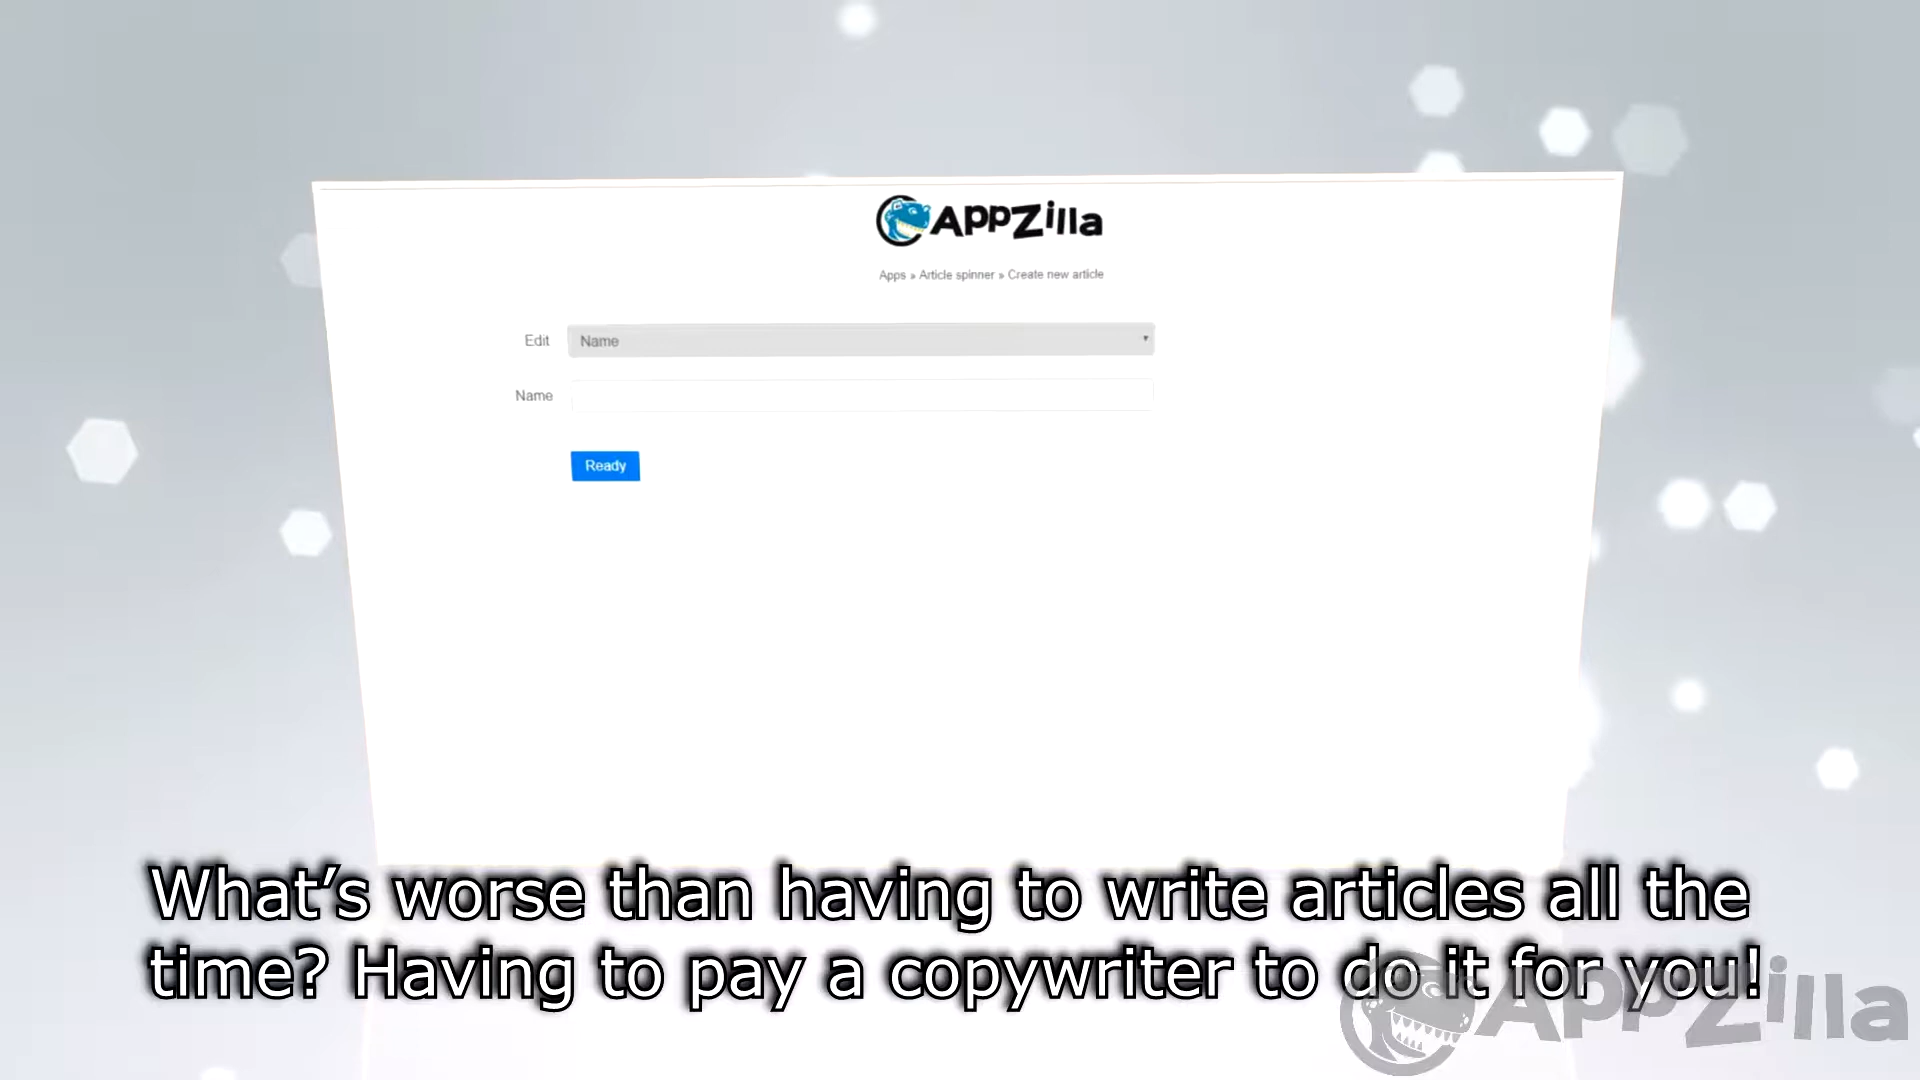 AppZilla
Apps » Article spinner » Create new article
Edit Name
Name
Ready
What's worse than having to write articles all the
time? Having to pay a copywriter to do it for you!
AppZilla